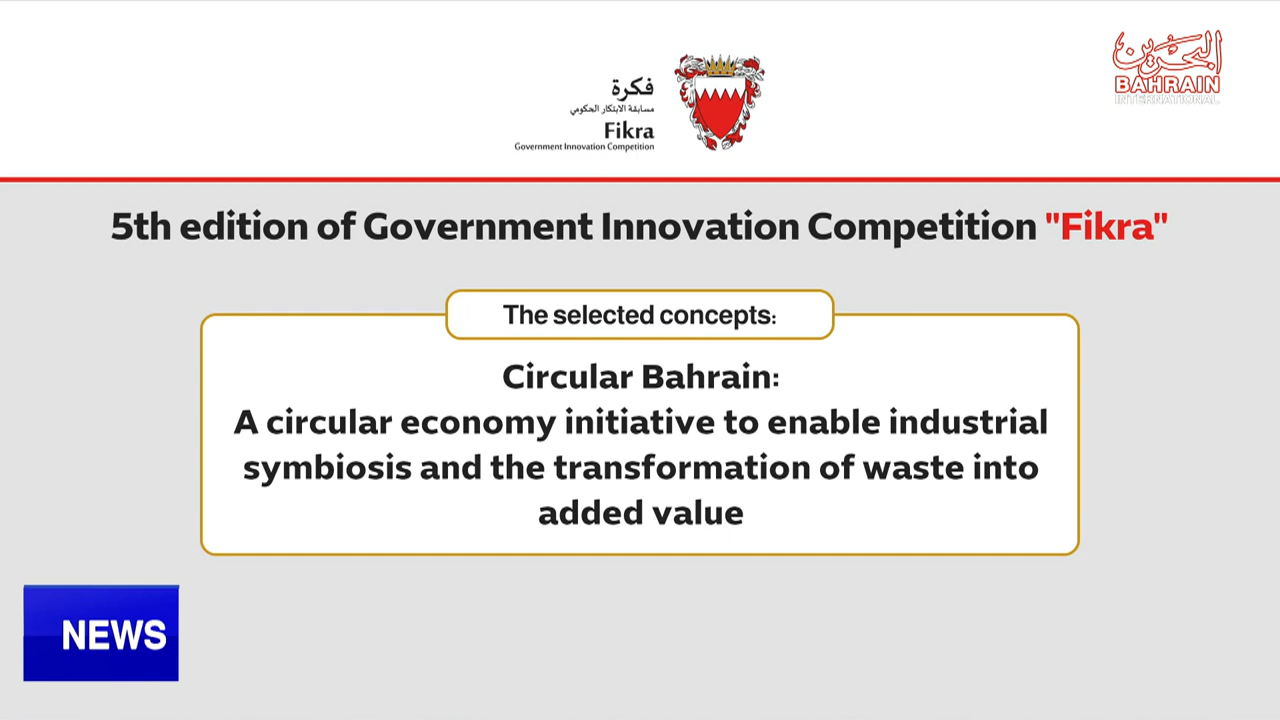 فكرة
مسابقة الابتكار الحكومي
Fikra
Government Innovation Competition
البحرين
BAHRAIN
INTERNATIONAL
5th edition of Government Innovation Competition "Fikra"
The selected concepts:
Circular Bahrain:
A circular economy initiative to enable industrial
symbiosis and the transformation of waste into
added value
NEWS